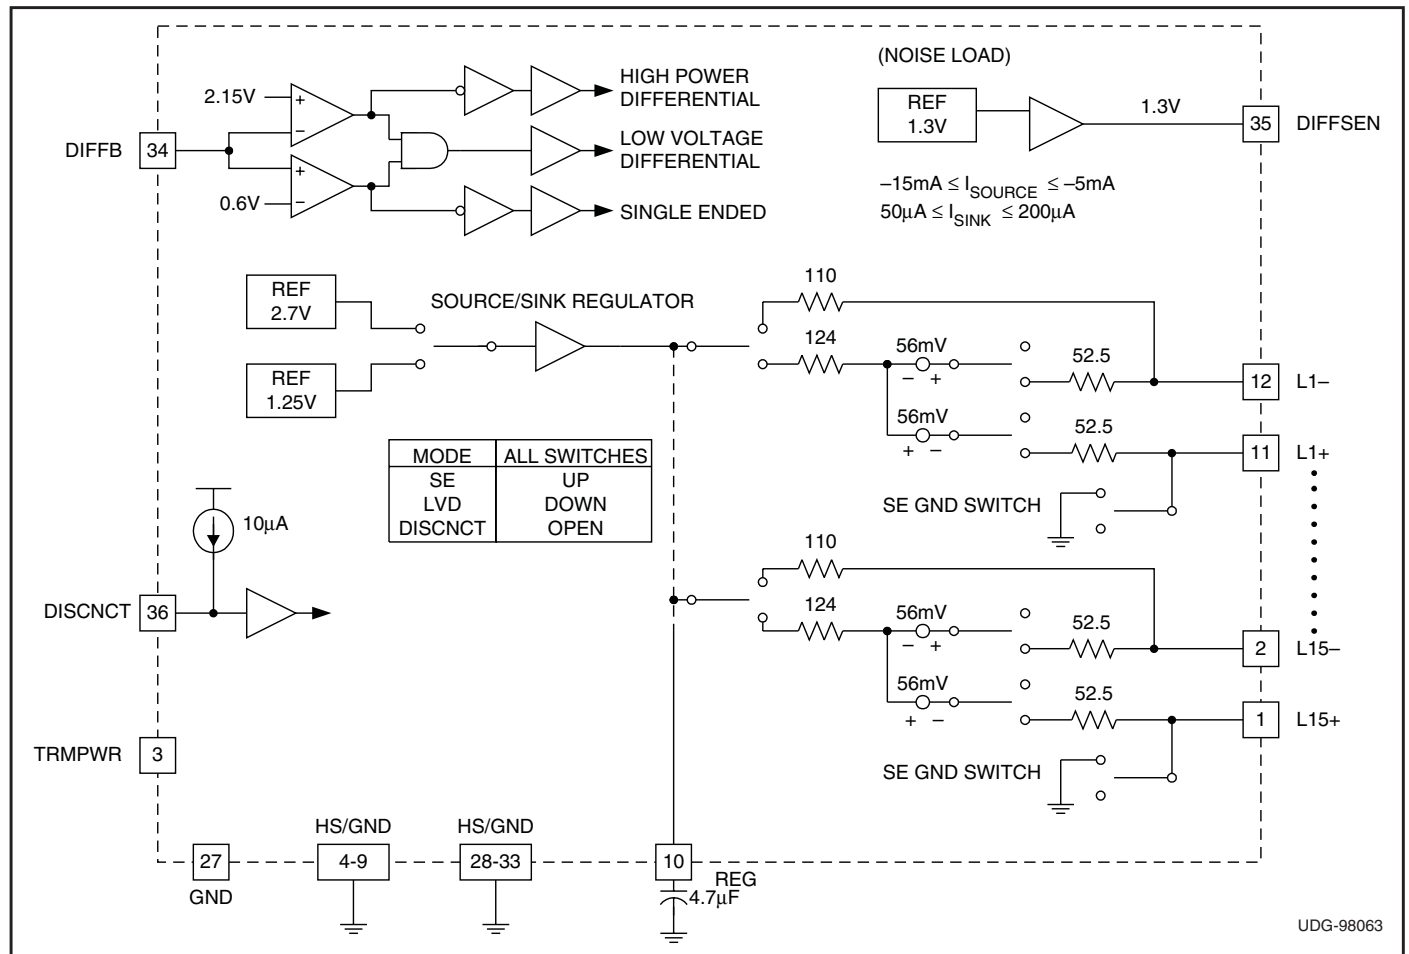 (NOISE LOAD)
HIGH POWER
DIFFERENTIAL
2.15V
+
–
REF
1.3V
1.3V
35
DIFFSEN
DIFFB
34
LOW VOLTAGE
DIFFERENTIAL
+
–
0.6V
SINGLE ENDED
–15mA ≤ ISOURCE ≤ –5mA
50µA ≤ ISINK ≤ 200µA
REF
2.7V
SOURCE/SINK REGULATOR
110
124
56mV
– +
52.5
12
L1–
REF
1.25V
56mV
+ –
52.5
11
L1+
MODE ALL SWITCHES
SE UP
LVD DOWN
DISCNCT OPEN
SE GND SWITCH
10µA
110
DISCNCT
36
124
56mV
– +
52.5
2
L15–
56mV
+ –
52.5
1
L15+
TRMPWR
3
SE GND SWITCH
HS/GND
HS/GND
27
4-9
28-33
10
GND
REG
4.7µF
UDG-98063